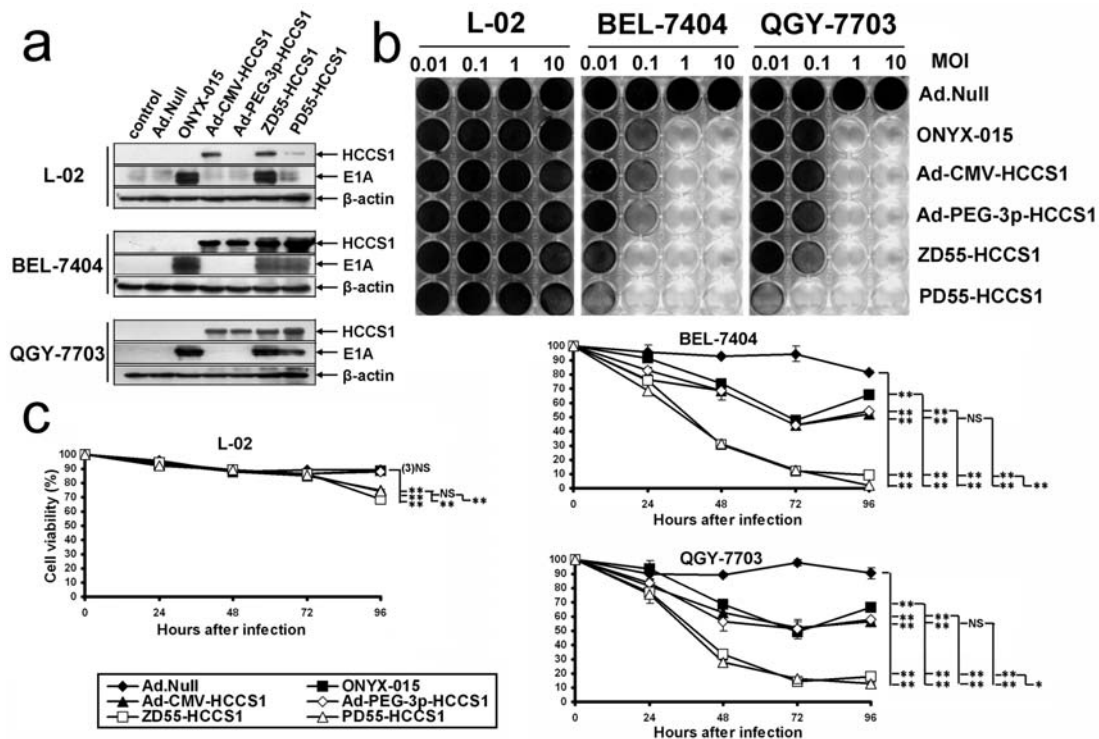 a
control
Ad.Null
ONYX-015
Ad-CMV-HCCS1
Ad-PEG-3p-HCCS1
ZD55-HCCS1
PD55-HCCS1
L-02
HCCS1
E1A
β-actin
BEL-7404
HCCS1
E1A
β-actin
QGY-7703
HCCS1
E1A
β-actin
b
L-02 BEL-7404 QGY-7703
0.01 0.1 1 10 0.01 0.1 1 10 0.01 0.1 1 10 MOI
Ad.Null
ONYX-015
Ad-CMV-HCCS1
Ad-PEG-3p-HCCS1
ZD55-HCCS1
PD55-HCCS1
c
L-02
Cell viability (%)
100
90
80
70
60
50
40
30
20
10
0
0 24 48 72 96
Hours after infection
(3)NS
** NS
** ** **
** **
BEL-7404
100
90
80
70
60
50
40
30
20
10
0
0 24 48 72 96
Hours after infection
**
** **
** ** NS
** ** ** **
** ** ** ** **
QGY-7703
100
90
80
70
60
50
40
30
20
10
0
0 24 48 72 96
Hours after infection
**
** **
** ** NS
** ** ** **
** ** ** ** *
Ad.Null ONYX-015
Ad-CMV-HCCS1 Ad-PEG-3p-HCCS1
ZD55-HCCS1 PD55-HCCS1